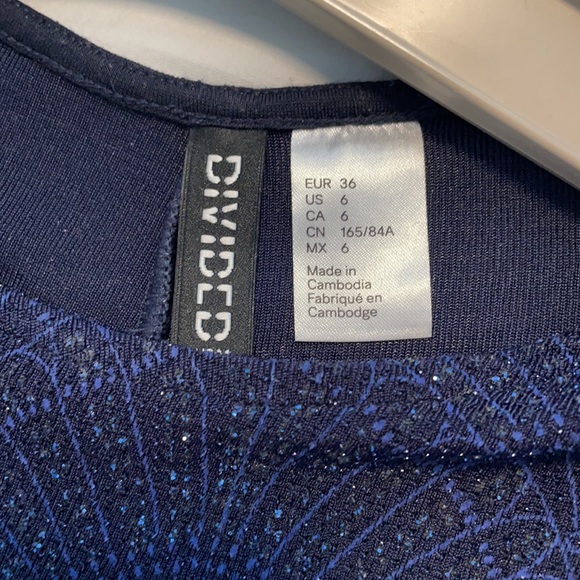 DIVIDED
EUR 36
US 6
CA 6
CN 165/84A
MX 6
Made in
Cambodia
Fabriqué en
Cambodge